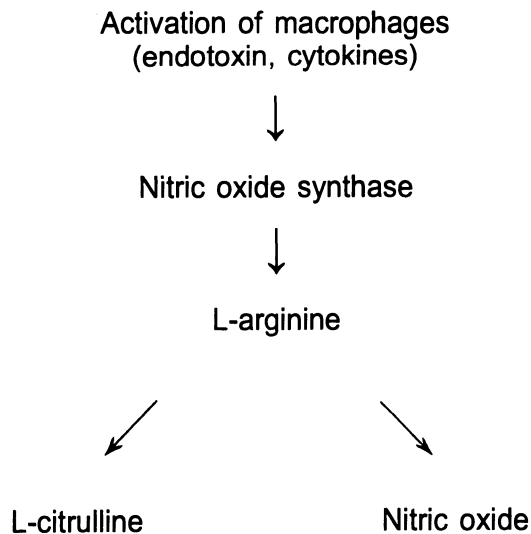 Activation of macrophages
(endotoxin, cytokines)
Nitric oxide synthase
L-arginine
L-citrulline
Nitric oxide